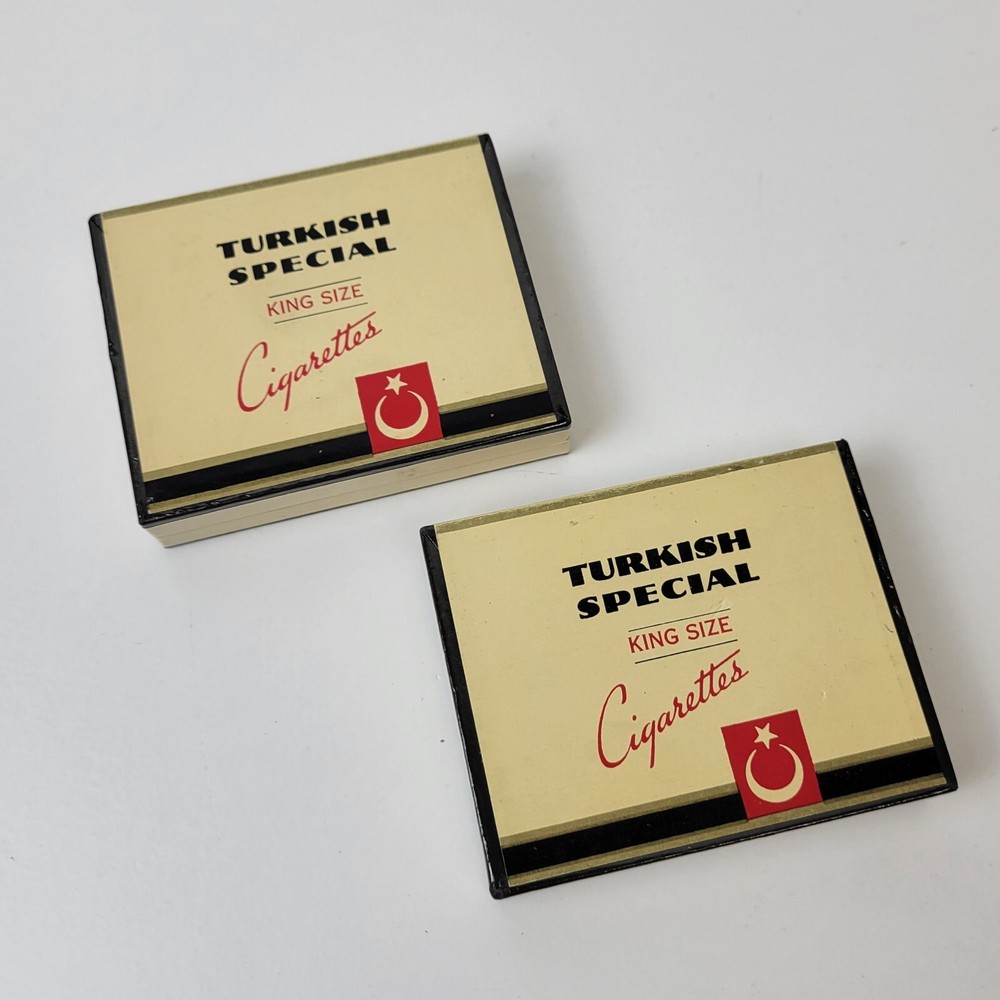 TURKISH
SPECIAL
KING SIZE
Cigarettes
TURKISH
SPECIAL
KING SIZE
Cigarettes